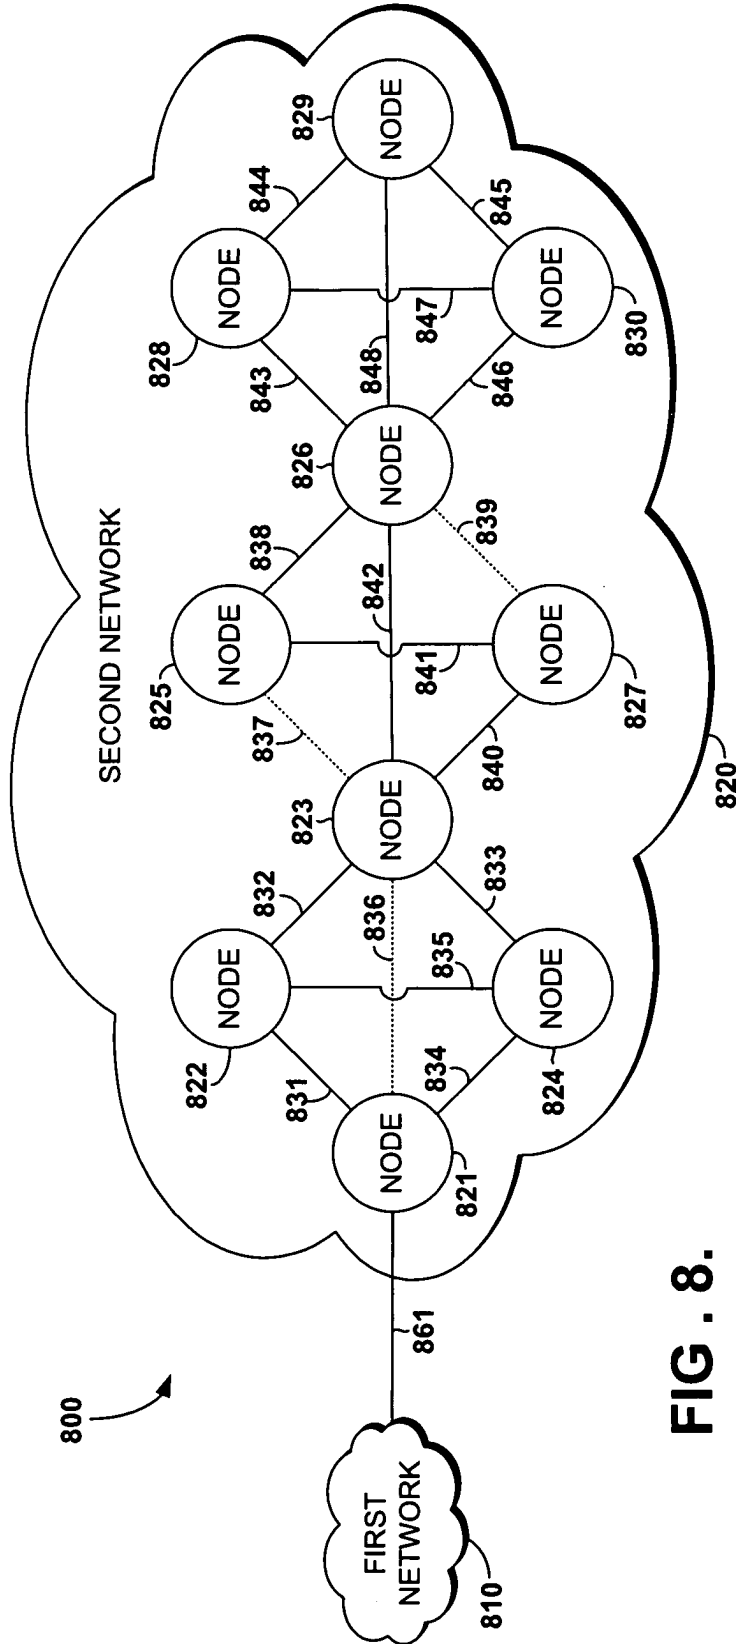 800
FIRST
NETWORK
810
861
SECOND NETWORK
820
NODE
821
NODE
822
NODE
823
NODE
824
NODE
825
NODE
826
NODE
827
NODE
828
NODE
829
NODE
830
831
832
833
834
835
836
837
838
839
840
841
842
843
844
845
846
847
848
FIG . 8.